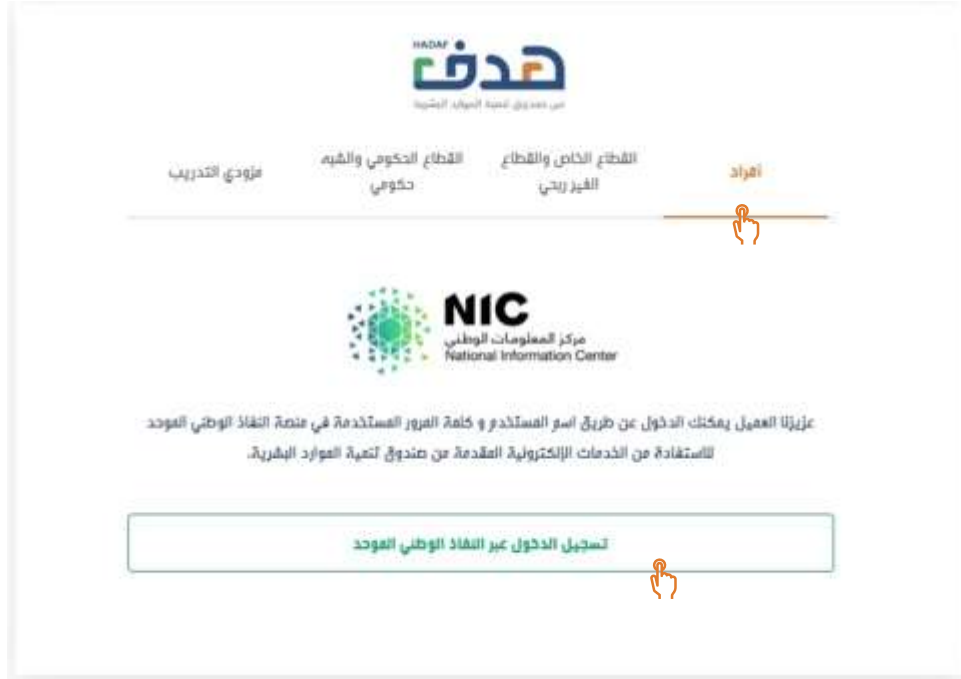 HADAF
هدف
من صندوق تنمية الموارد البشرية
أفراد
القطاع الخاص والقطاع
الغير ربحي
القطاع الحكومي والشبه
حكومي
مزودي التدريب
NIC
مركز المعلومات الوطني
National Information Center
عزيزنا العميل يمكنك الدخول عن طريق اسم المستخدم و كلمة المرور المستخدمة في منصة النفاذ الوطني الموحد
للاستفادة من الخدمات الإلكترونية المقدمة من صندوق تنمية الموارد البشرية.
تسجيل الدخول عبر النفاذ الوطني الموحد